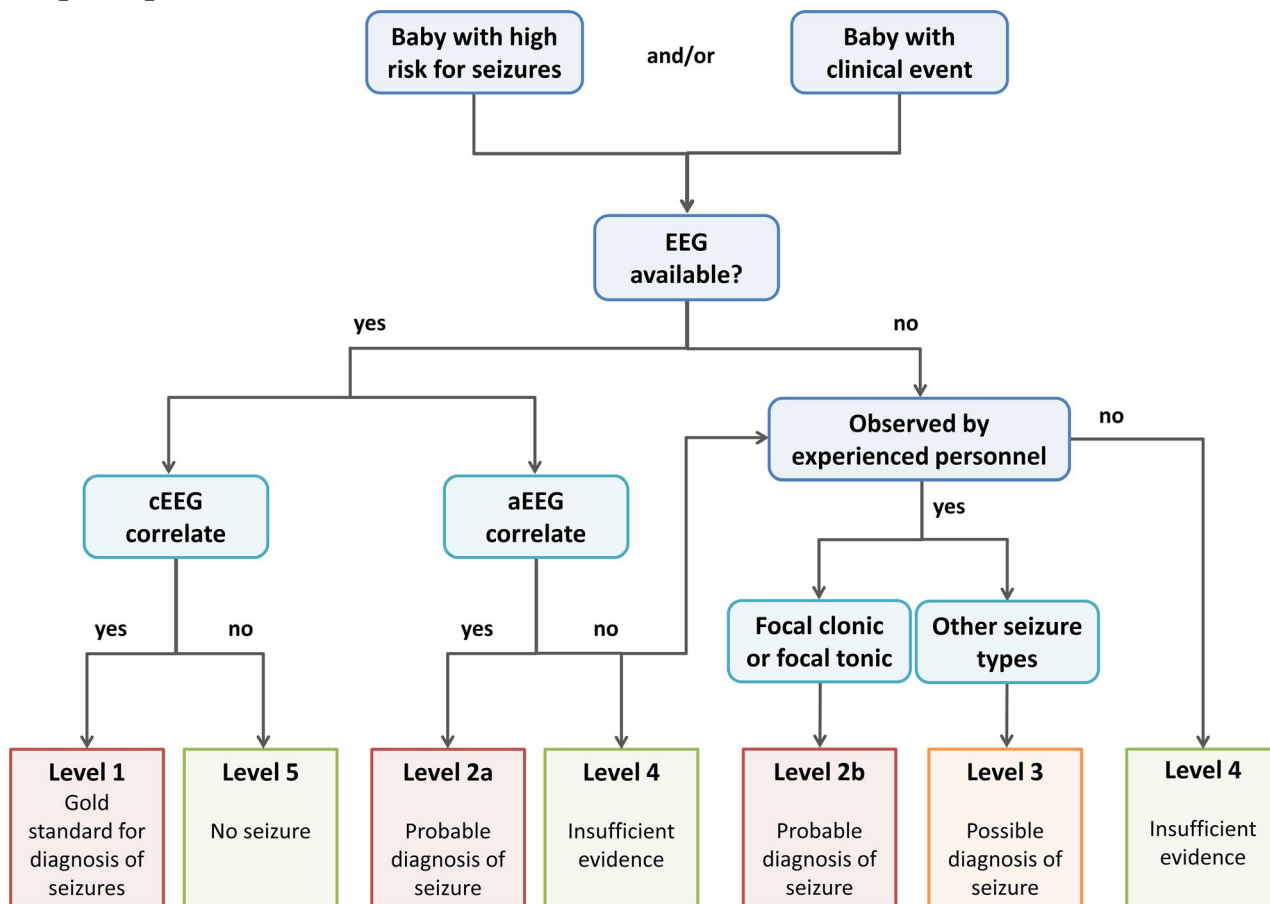 Baby with high
risk for seizures
and/or
Baby with
clinical event
EEG
available?
yes
no
Observed by
experienced personnel
no
cEEG
correlate
aEEG
correlate
yes
yes
no
yes
no
Focal clonic
or focal tonic
Other seizure
types
Level 1
Gold
standard for
diagnosis of
seizures
Level 5
No seizure
Level 2a
Probable
diagnosis of
seizure
Level 4
Insufficient
evidence
Level 2b
Probable
diagnosis of
seizure
Level 3
Possible
diagnosis of
seizure
Level 4
Insufficient
evidence